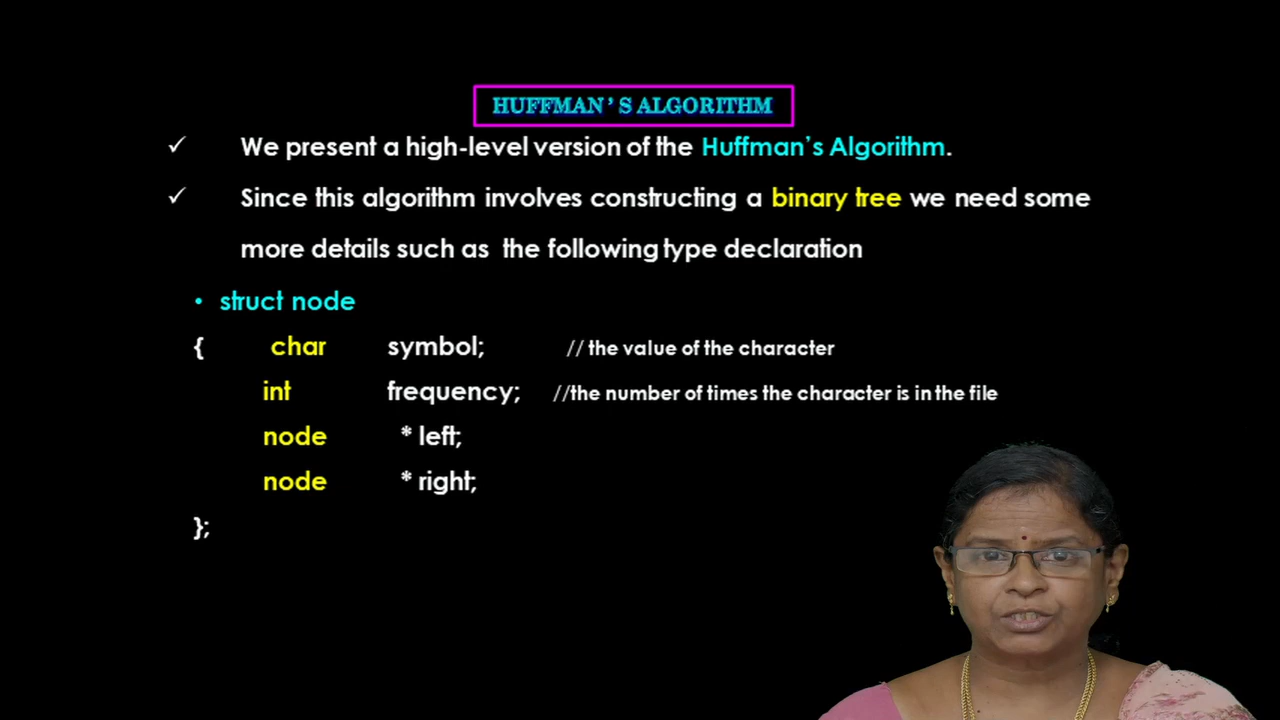 HUFFMAN'S ALGORITHM
✓ We present a high-level version of the Huffman's Algorithm.
✓ Since this algorithm involves constructing a binary tree we need some
more details such as the following type declaration
• struct node
{ char symbol; // the value of the character
int frequency; //the number of times the character is in the file
node * left;
node * right;
};